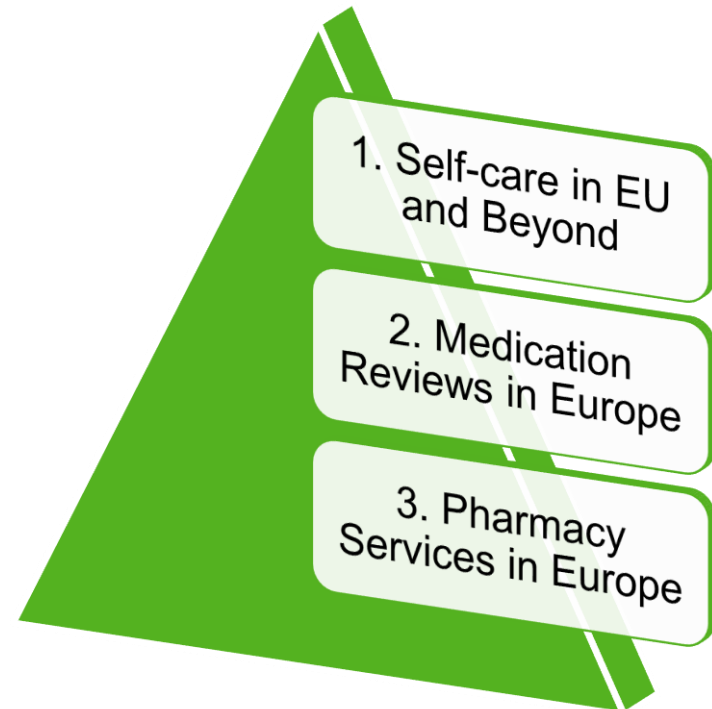 1. Self-care in EU
and Beyond
2. Medication
Reviews in Europe
3. Pharmacy
Services in Europe